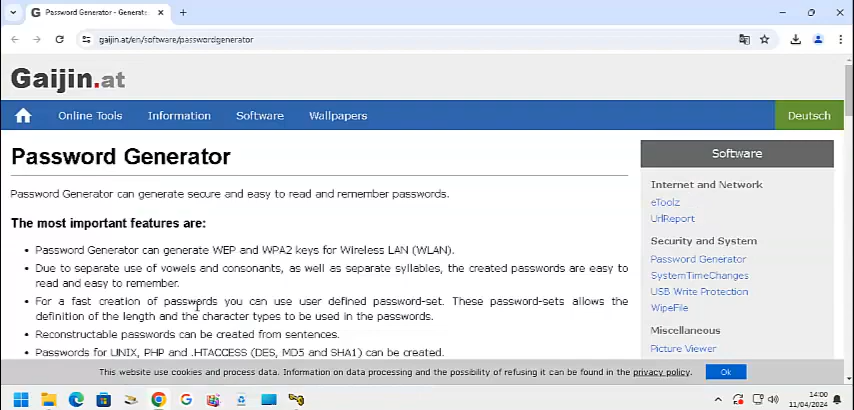 Password Generator - Generate
gaijin.at/en/software/passwordgenerator
Gaijin.at
Online Tools Information Software Wallpapers Deutsch
Password Generator
Password Generator can generate secure and easy to read and remember passwords.
The most important features are:
Password Generator can generate WEP and WPA2 keys for Wireless LAN (WLAN).
Due to separate use of vowels and consonants, as well as separate syllables, the created passwords are easy to
read and easy to remember.
For a fast creation of passwords you can use user defined password-set. These password-sets allows the
definition of the length and the character types to be used in the passwords.
Reconstructable passwords can be created from sentences.
Passwords for UNIX, PHP and .HTACCESS (DES, MD5 and SHA1) can be created.
Software
Internet and Network
eToolz
UrlReport
Security and System
Password Generator
SystemTimeChanges
USB Write Protection
WipeFile
Miscellaneous
Picture Viewer
This website use cookies and process data. Information on data processing and the possibility of refusing it can be found in the privacy policy. Ok
14:00
11/04/2024